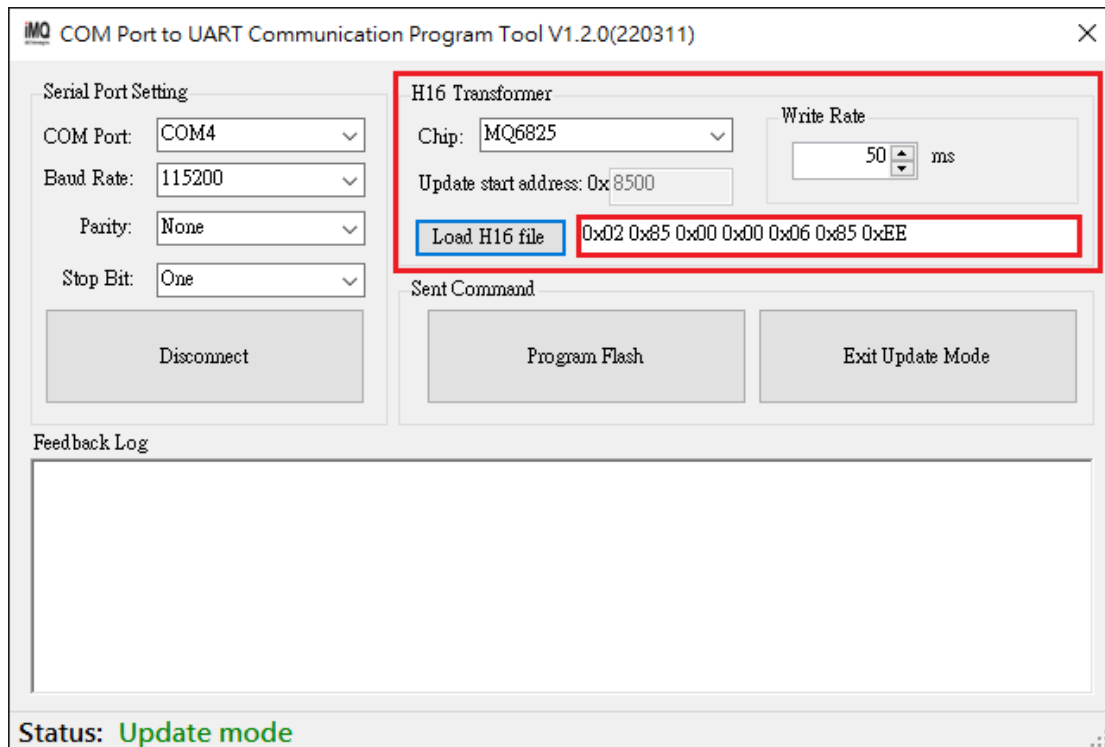 iMQ COM Port to UART Communication Program Tool V1.2.0(220311)
Serial Port Setting
COM Port: COM4
Baud Rate: 115200
Parity: None
Stop Bit: One
Disconnect
H16 Transformer
Chip: MQ6825
Write Rate
50 ms
Update start address: 0x 8500
Load H16 file 0x02 0x85 0x00 0x00 0x06 0x85 0xEE
Sent Command
Program Flash
Exit Update Mode
Feedback Log
Status: Update mode